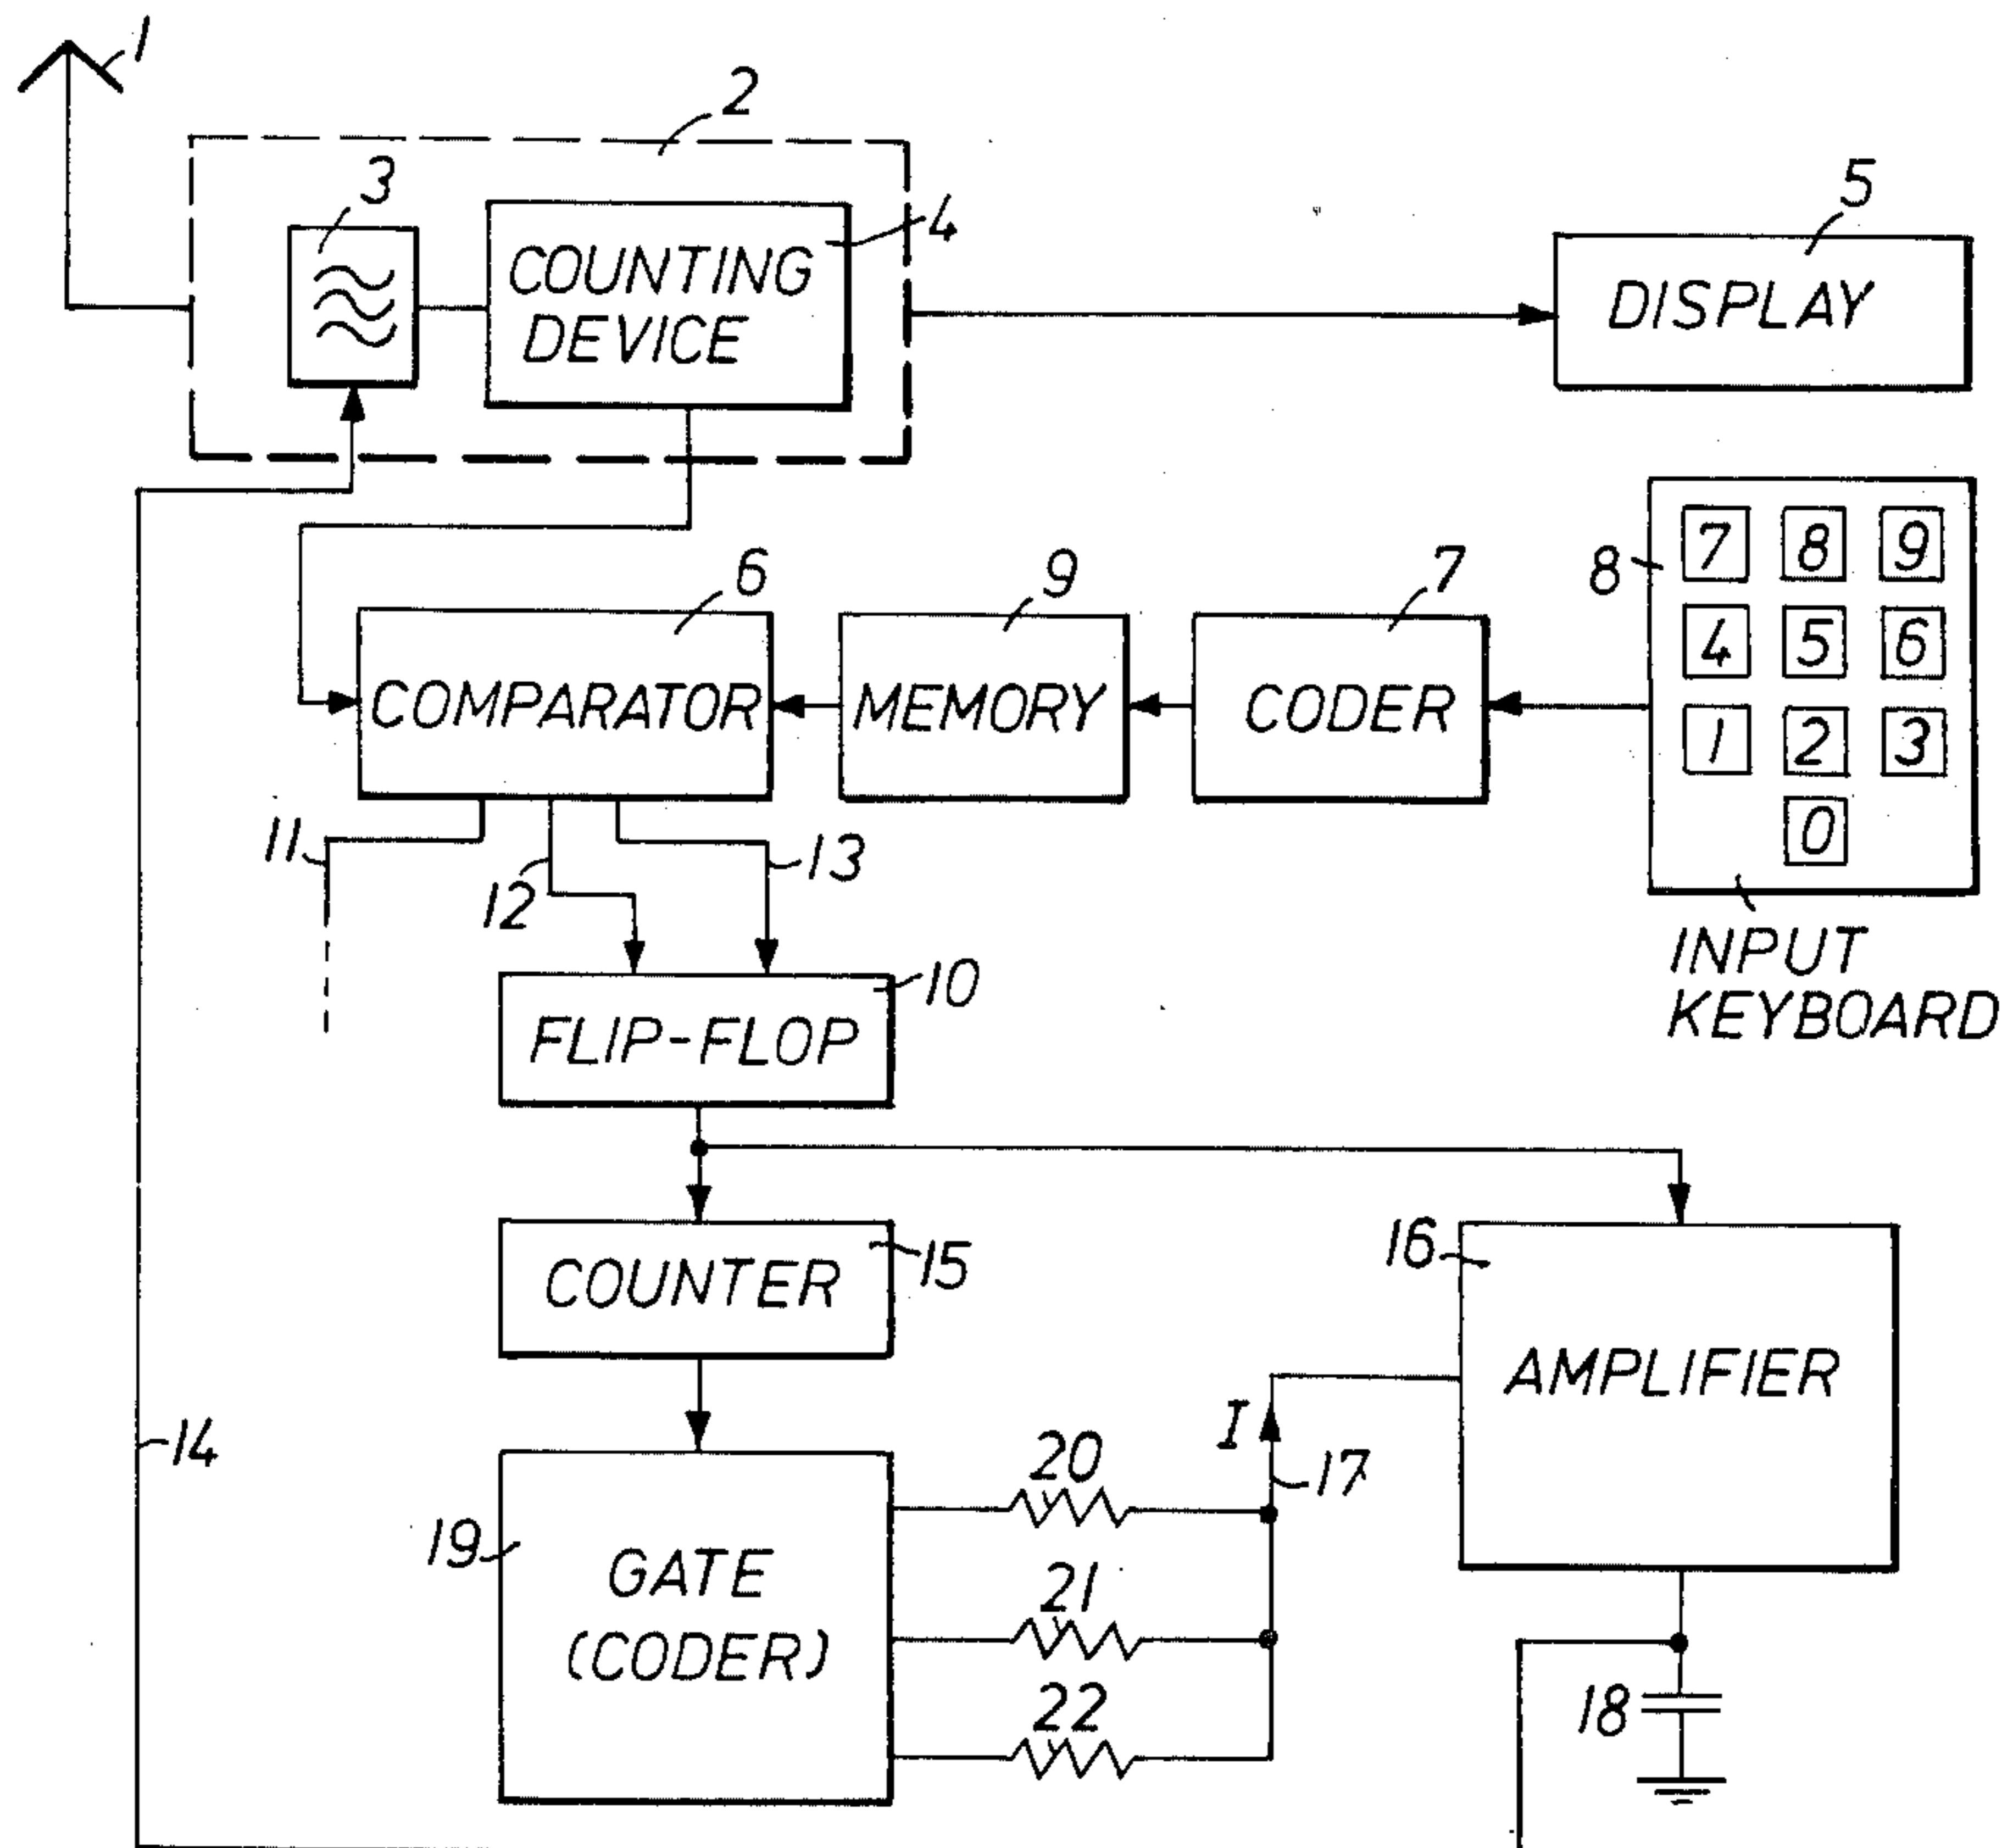 1
2
3
COUNTING
DEVICE
4
5
DISPLAY
6
COMPARATOR
9
MEMORY
7
CODER
8
7 8 9
4 5 6
1 2 3
0
INPUT
KEYBOARD
11
12
13
10
FLIP-FLOP
15
COUNTER
16
AMPLIFIER
14
I
17
19
GATE
(CODER)
20
21
22
18